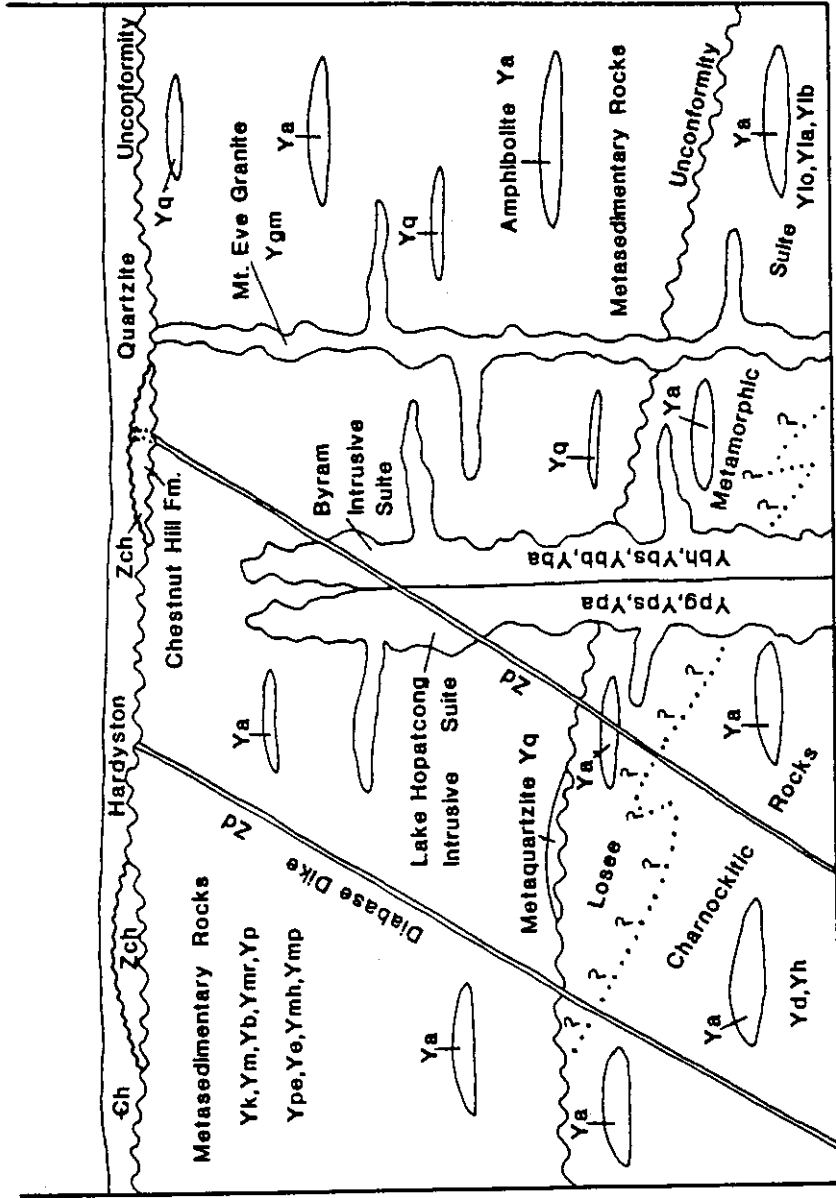 Ꞓh
Zch
Hardyston
Zch
Quartzite
Unconformity
Chestnut Hill Fm.
Yq
Metasedimentary Rocks
Yk,Ym,Yb,Ymr,Yp
Ype,Ye,Ymh,Ymp
Zd
Diabase Dike
Ya
Byram
Intrusive
Suite
Mt. Eve Granite
Ygm
Ya
Lake Hopatcong
Intrusive Suite
Yq
Ya
Zd
Ypg,Yps,Ypa
Ybh,Ybs,Ybb,Yba
Amphibolite Ya
Metaquartzite Yq
Yq
Metasedimentary Rocks
Unconformity
Ya
Ya
Ya
Ya
Losee
Metamorphic
Suite
? ? ? ? ? ? ? ? ? ? ?
Charnockitic
Rocks
Ya
Ya
Yd,Yh
Ylo,Yla,Ylb